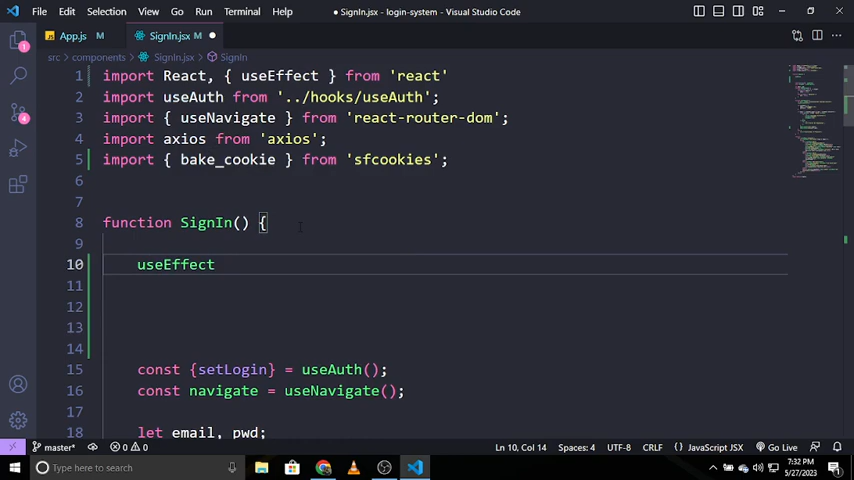 File Edit Selection View Go Run Terminal Help
● SignIn.jsx - login-system - Visual Studio Code
App.js M
SignIn.jsx M ●
src > components > SignIn.jsx > SignIn
1 import React, { useEffect } from 'react'
2 import useAuth from '../hooks/useAuth';
3 import { useNavigate } from 'react-router-dom';
4 import axios from 'axios';
5 import { bake_cookie } from 'sfcookies';
6
7
8 function SignIn() {
9
10 useEffect
11
12
13
14
15 const {setLogin} = useAuth();
16 const navigate = useNavigate();
17
18 let email, pwd;
1
4
master* 0 0 Ln 10, Col 14 Spaces: 4 UTF-8 CRLF { } JavaScript JSX Go Live
Type here to search
7:32 PM
5/27/2023